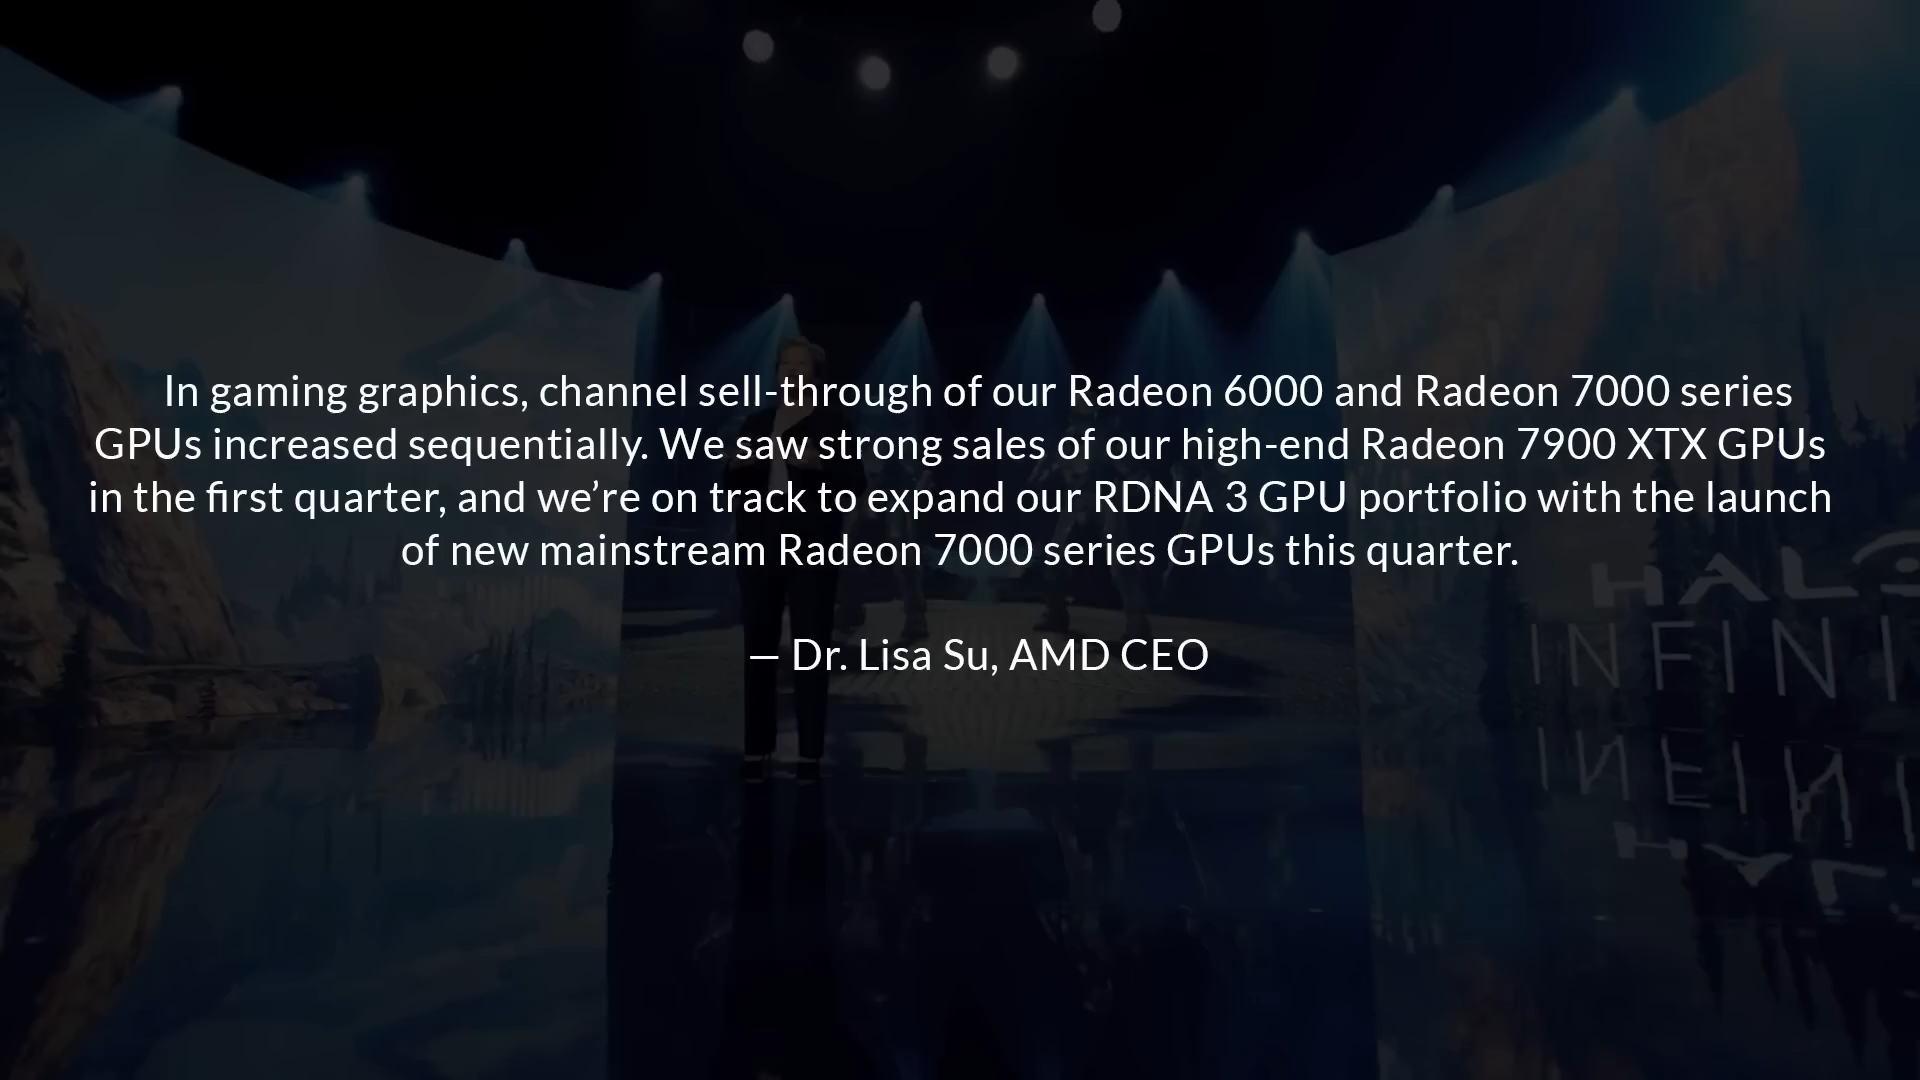 In gaming graphics, channel sell-through of our Radeon 6000 and Radeon 7000 series
GPUs increased sequentially. We saw strong sales of our high-end Radeon 7900 XTX GPUs
in the first quarter, and we’re on track to expand our RDNA 3 GPU portfolio with the launch
of new mainstream Radeon 7000 series GPUs this quarter.
— Dr. Lisa Su, AMD CEO
HALO
INFINI